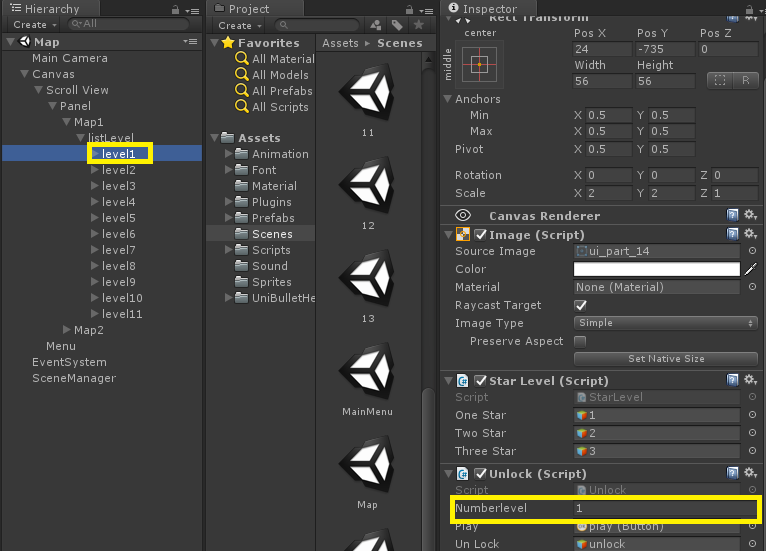 Hierarchy
Create
All
Map
Main Camera
Canvas
Scroll View
Panel
Map1
listLevel
level1
level2
level3
level4
level5
level6
level7
level8
level9
level10
level11
Map2
Menu
EventSystem
SceneManager
Project
Create
Favorites
All Material
All Models
All Prefabs
All Scripts
Assets
Animation
Font
Material
Plugins
Prefabs
Scenes
Scripts
Sound
Sprites
UniBulletHe
Assets Scenes
11
12
13
MainMenu
Map
Inspector
Rect Transform
center
middle
Pos X Pos Y Pos Z
24 -735 0
Width Height
56 56
R
Anchors
Min X 0.5 Y 0.5
Max X 0.5 Y 0.5
Pivot X 0.5 Y 0.5
Rotation X 0 Y 0 Z 0
Scale X 2 Y 2 Z 1
Canvas Renderer
Image (Script)
Source Image ui_part_14
Color
Material None (Material)
Raycast Target
Image Type Simple
Preserve Aspect
Set Native Size
Star Level (Script)
Script StarLevel
One Star 1
Two Star 2
Three Star 3
Unlock (Script)
Script Unlock
Numberlevel 1
Play play (Button)
Un Lock unlock